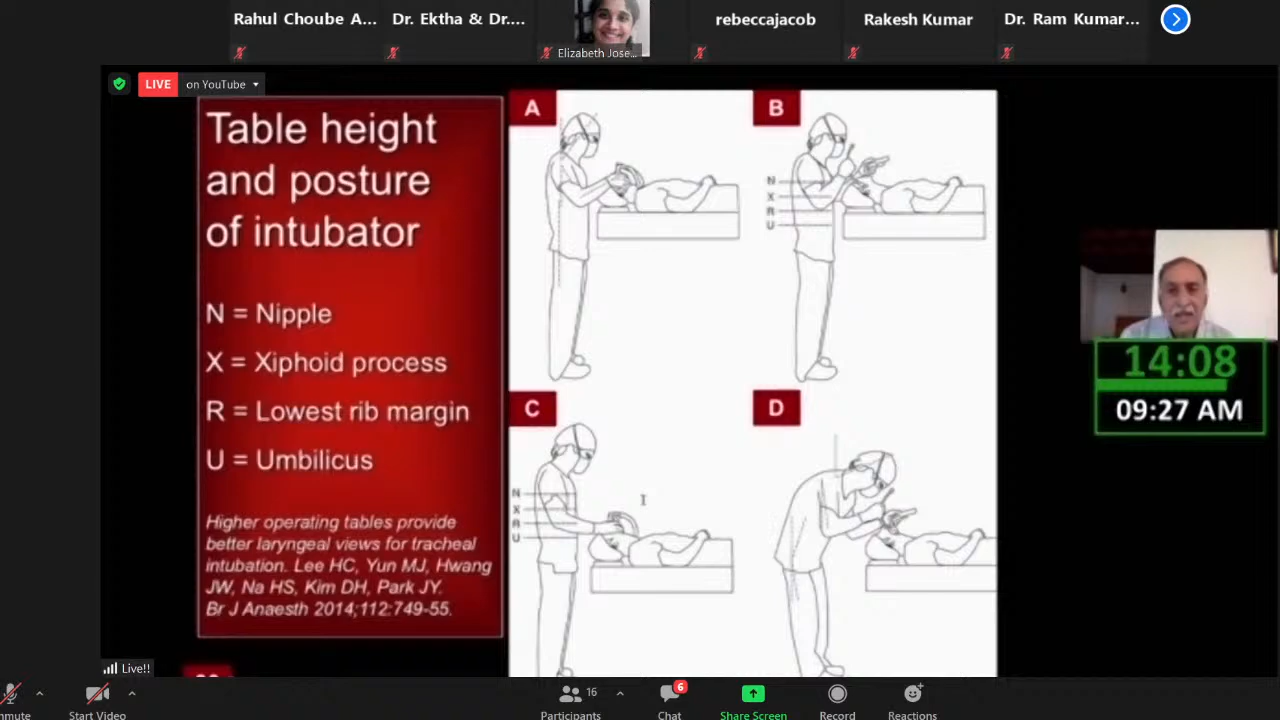 Rahul Choube A...
Dr. Ektha & Dr....
Elizabeth Jose...
rebeccajacob
Rakesh Kumar
Dr. Ram Kumar...
LIVE
on YouTube
Table height
and posture
of intubator
N = Nipple
X = Xiphoid process
R = Lowest rib margin
U = Umbilicus
Higher operating tables provide
better laryngeal views for tracheal
intubation. Lee HC, Yun MJ, Hwang
JW, Na HS, Kim DH, Park JY.
Br J Anaesth 2014;112:749-55.
A
B
N
X
R
U
C
N
X
R
U
D
14:08
09:27 AM
Live!!
nmute
Start Video
Participants
16
Chat
6
Share Screen
Record
Reactions